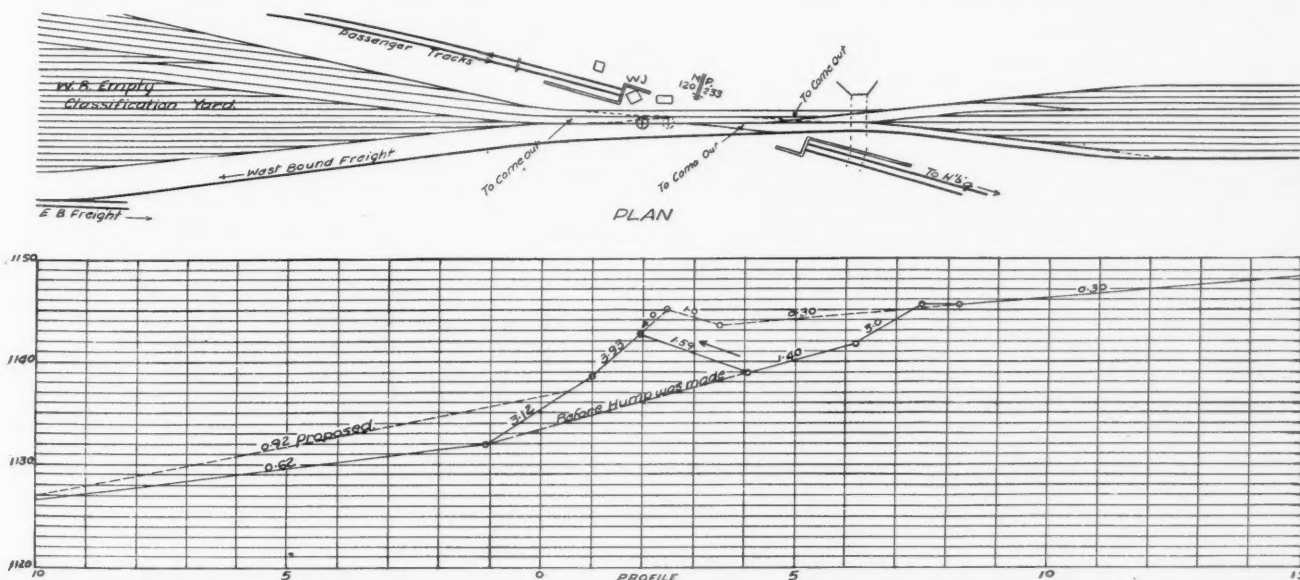 Passenger Tracks
W.B. Empty
Classification Yard.
WJ
N P
120 233
To Come Out
West Bound Freight
To Come Out
To Come Out
To N'b'g
E B Freight
PLAN
1150
1140
1130
1120
0.92 Proposed
0.62
3.12
3.93
4.0
1.0
1.59
0.30
1.40
3.0
0.30
Before Hump was made
10 5 0 PROFILE 5 10 15